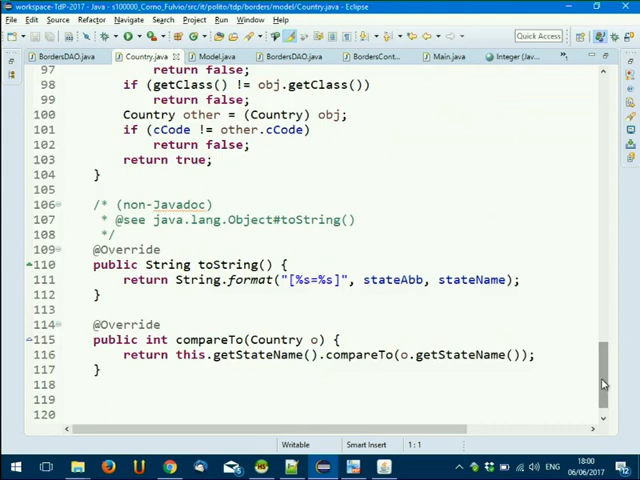 workspace-TdP-2017 - Java - s100000_Corno_Fulvio/src/it/polito/tdp/borders/model/Country.java - Eclipse
File Edit Source Refactor Navigate Search Project Run Window Help
Quick Access
BordersDAO.java Country.java Model.java BordersDAO.java BordersCont... Main.java Integer (Jav...
97 return false;
98 if (getClass() != obj.getClass())
99 return false;
100 Country other = (Country) obj;
101 if (cCode != other.cCode)
102 return false;
103 return true;
104 }
105
106 /* (non-Javadoc)
107 * @see java.lang.Object#toString()
108 */
109 @Override
110 public String toString() {
111 return String.format("[%s=%s]", stateAbb, stateName);
112 }
113
114 @Override
115 public int compareTo(Country o) {
116 return this.getStateName().compareTo(o.getStateName());
117 }
118
119
120
Writable Smart Insert 1 : 1
ENG 18:00
06/06/2017